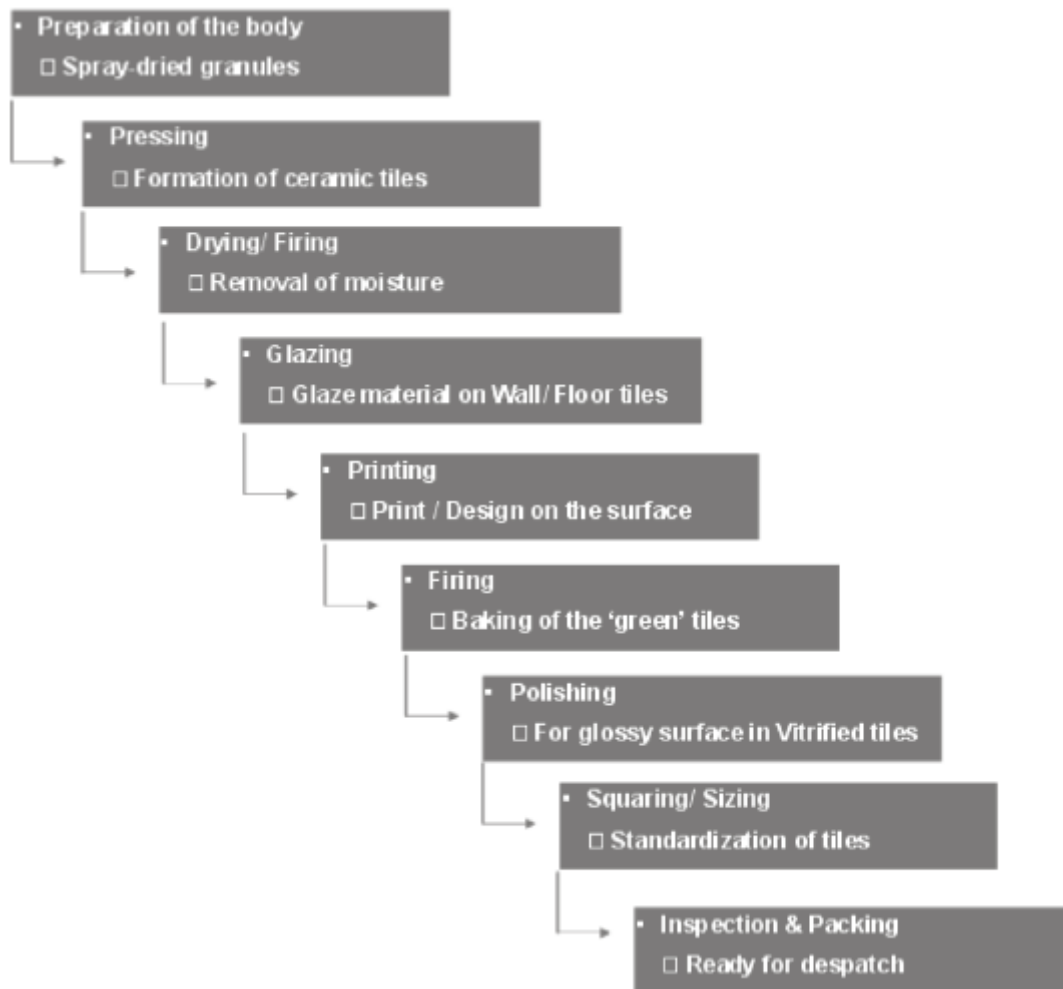 ▪ Preparation of the body
□ Spray-dried granules
▪ Pressing
□ Formation of ceramic tiles
▪ Drying/ Firing
□ Removal of moisture
▪ Glazing
□ Glaze material on Wall/ Floor tiles
▪ Printing
□ Print / Design on the surface
▪ Firing
□ Baking of the ‘green’ tiles
▪ Polishing
□ For glossy surface in Vitrified tiles
▪ Squaring/ Sizing
□ Standardization of tiles
▪ Inspection & Packing
□ Ready for despatch